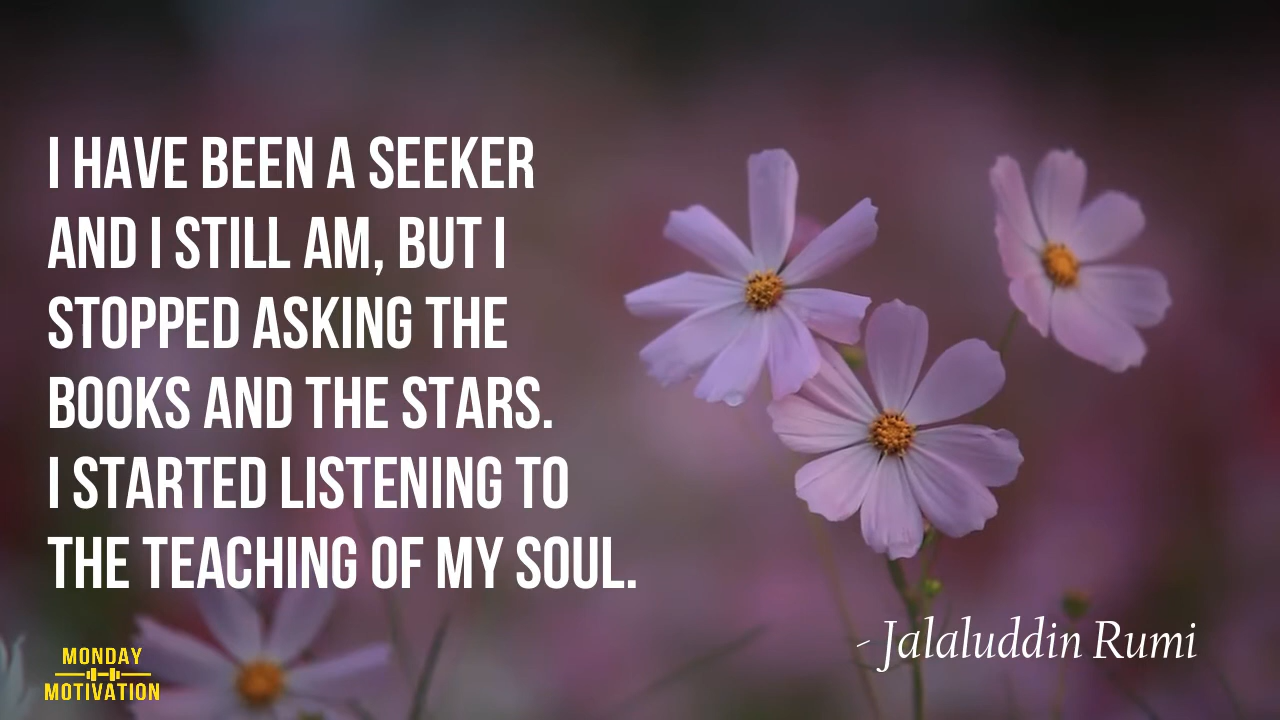 I HAVE BEEN A SEEKER
AND I STILL AM, BUT I
STOPPED ASKING THE
BOOKS AND THE STARS.
I STARTED LISTENING TO
THE TEACHING OF MY SOUL.
- Jalaluddin Rumi
MONDAY
MOTIVATION